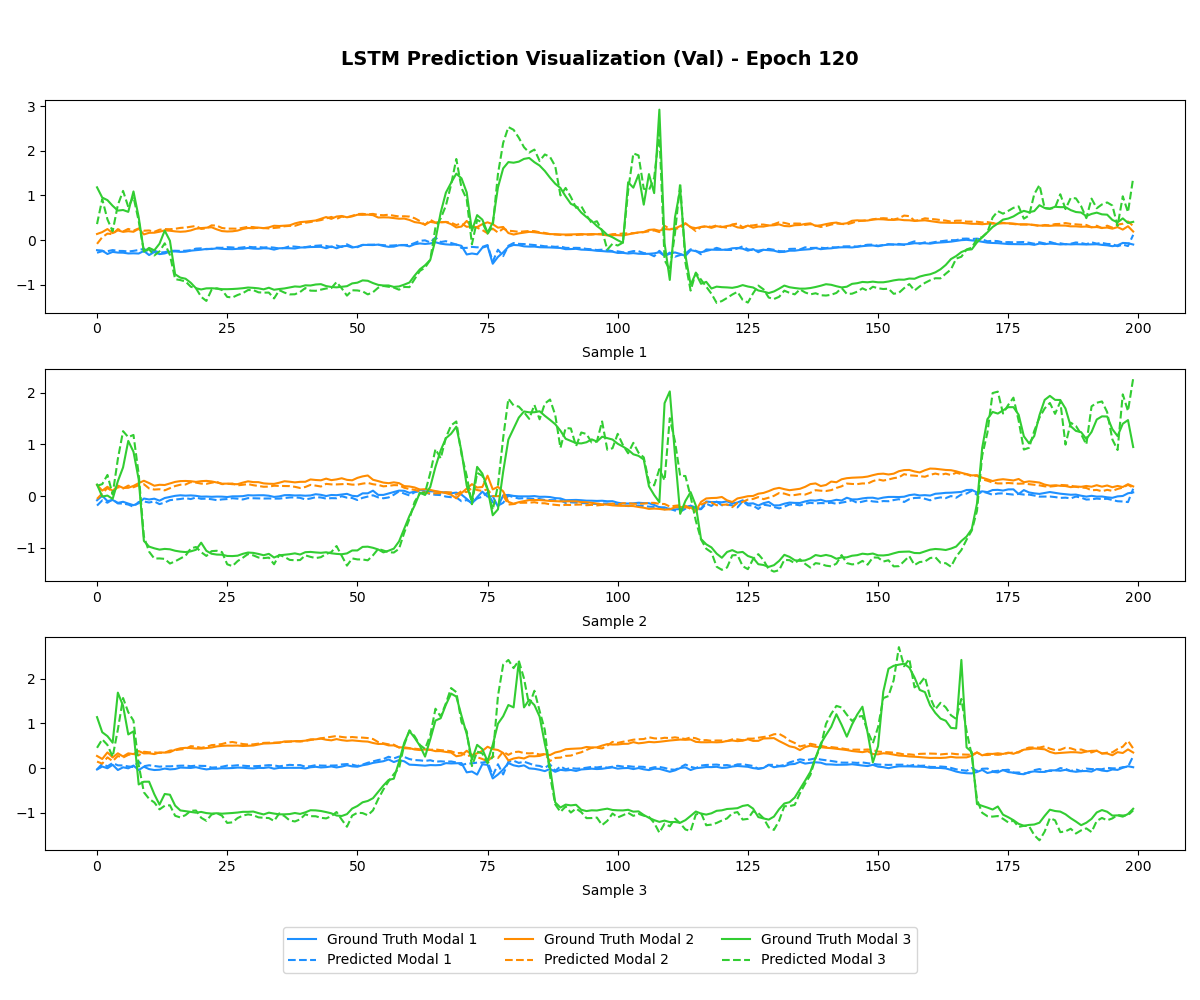 LSTM Prediction Visualization (Val) - Epoch 120
3
2
1
0
−1
0 25 50 75 100 125 150 175 200
Sample 1
2
1
0
−1
0 25 50 75 100 125 150 175 200
Sample 2
2
1
0
−1
0 25 50 75 100 125 150 175 200
Sample 3
Ground Truth Modal 1 Ground Truth Modal 2 Ground Truth Modal 3
Predicted Modal 1 Predicted Modal 2 Predicted Modal 3